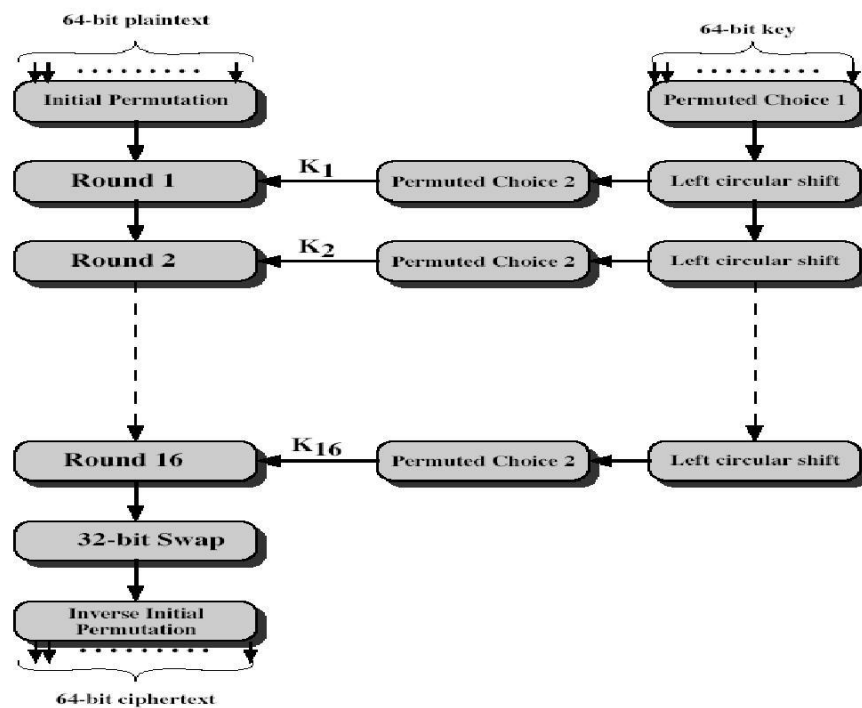 64-bit plaintext
64-bit key
Initial Permutation
Permuted Choice 1
Round 1
K1
Permuted Choice 2
Left circular shift
Round 2
K2
Permuted Choice 2
Left circular shift
Round 16
K16
Permuted Choice 2
Left circular shift
32-bit Swap
Inverse Initial
Permutation
64-bit ciphertext